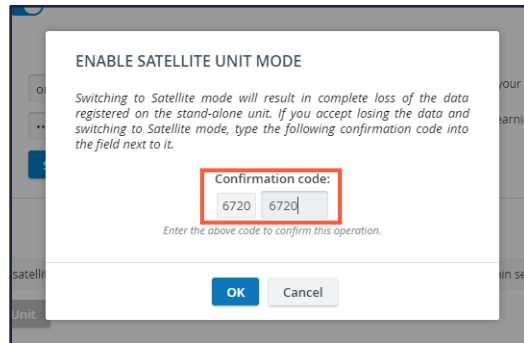 ENABLE SATELLITE UNIT MODE
your
Switching to Satellite mode will result in complete loss of the data
registered on the stand-alone unit. If you accept losing the data and
switching to Satellite mode, type the following confirmation code into
the field next to it.
Confirmation code:
6720 6720
Enter the above code to confirm this operation.
satelli
OK Cancel
Unit